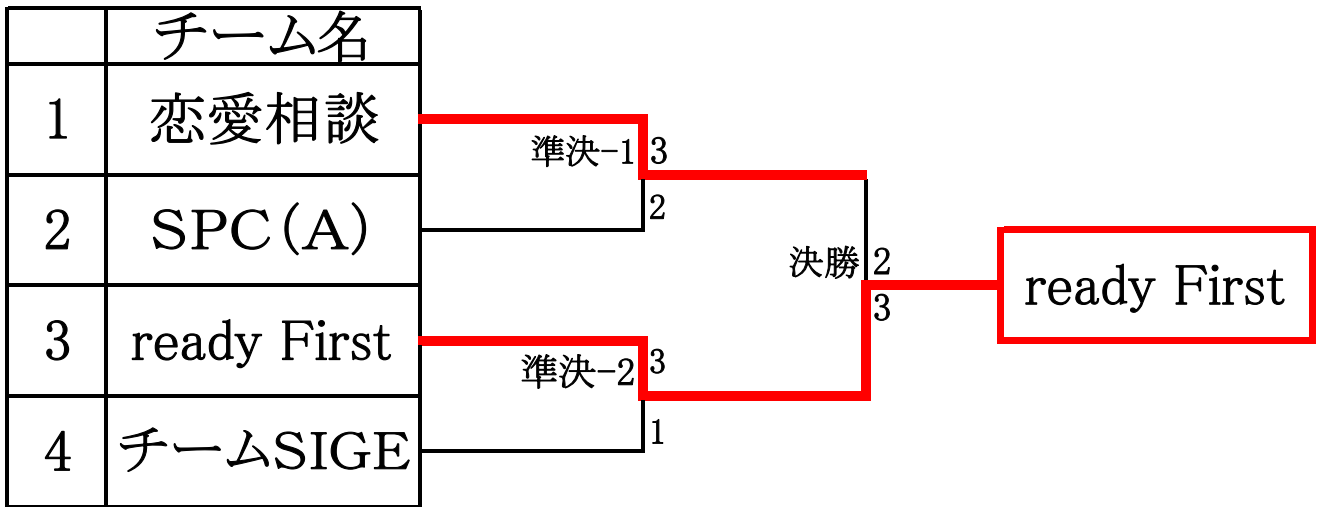 チーム名
1 恋愛相談
準決-1 3
2 SPC(A)
2
決勝 2
3
ready First
3 ready First
準決-2 3
1
4 チームSIGE